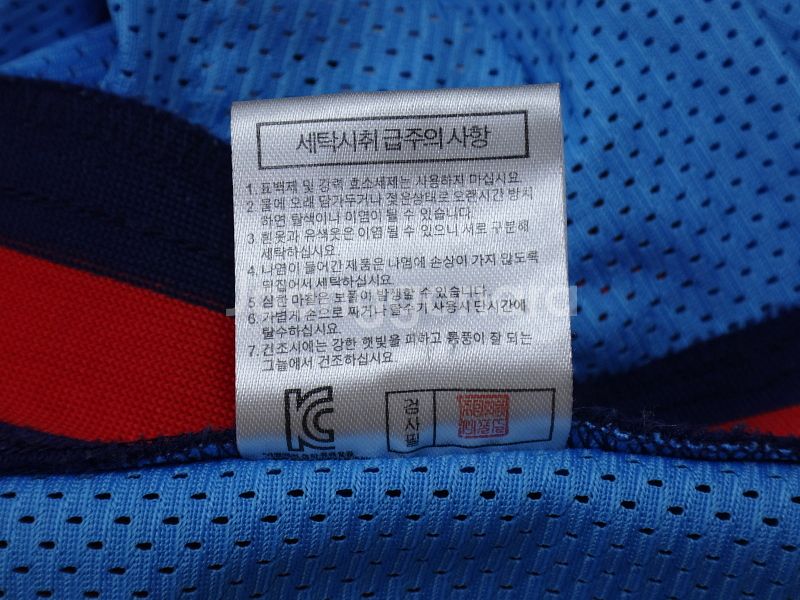 세탁시취 급주의 사항
1. 표백제 및 강력 효소세제는 사용하지 마십시요.
2. 물에 오래 담가두거나 젖은상태로 오랜시간 방치
하면 탈색이나 이염이 될 수 있습니다.
3. 흰옷과 유색옷은 이염 될 수 있으니 서로 구분해
세탁하십시요.
4. 나염이 들어간 제품은 나염에 손상이 가지 않도록
뒤집어서 세탁하십시요.
5. 심한 마찰은 보풀이 발생할 수 있습니다.
6. 가볍게 손으로 짜거나 탈수기 사용시 단시간에
탈수하십시요.
7. 건조시에는 강한 햇빛을 피하고 통풍이 잘 되는
그늘에서 건조하십시요.
KC
검사필